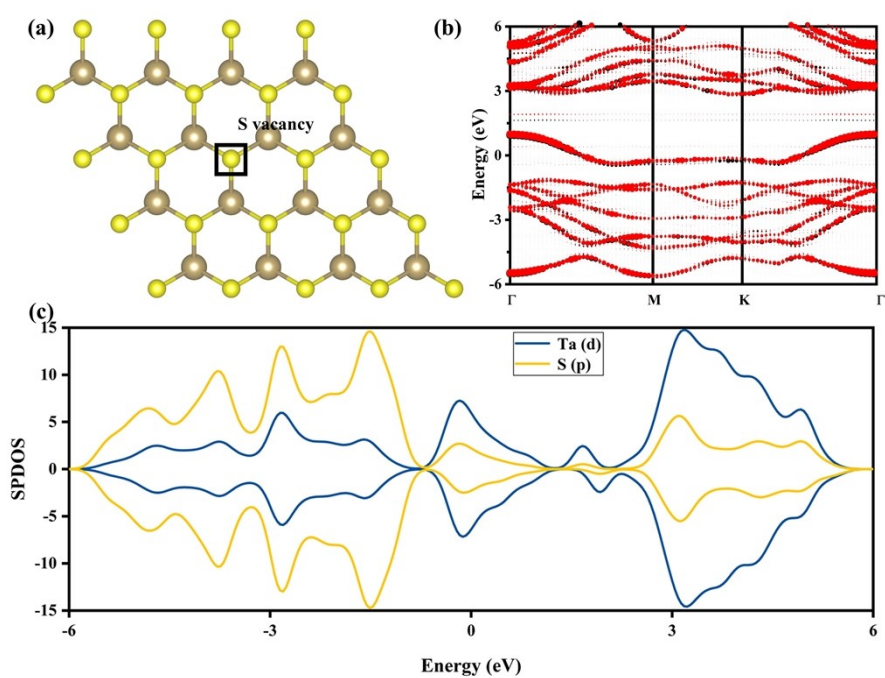 (a)
S vacancy
(b)
Energy (eV)
6
3
0
-3
-6
Γ
M
K
Γ
(c)
SPDOS
15
10
5
0
-5
-10
-15
Ta (d)
S (p)
-6
-3
0
3
6
Energy (eV)